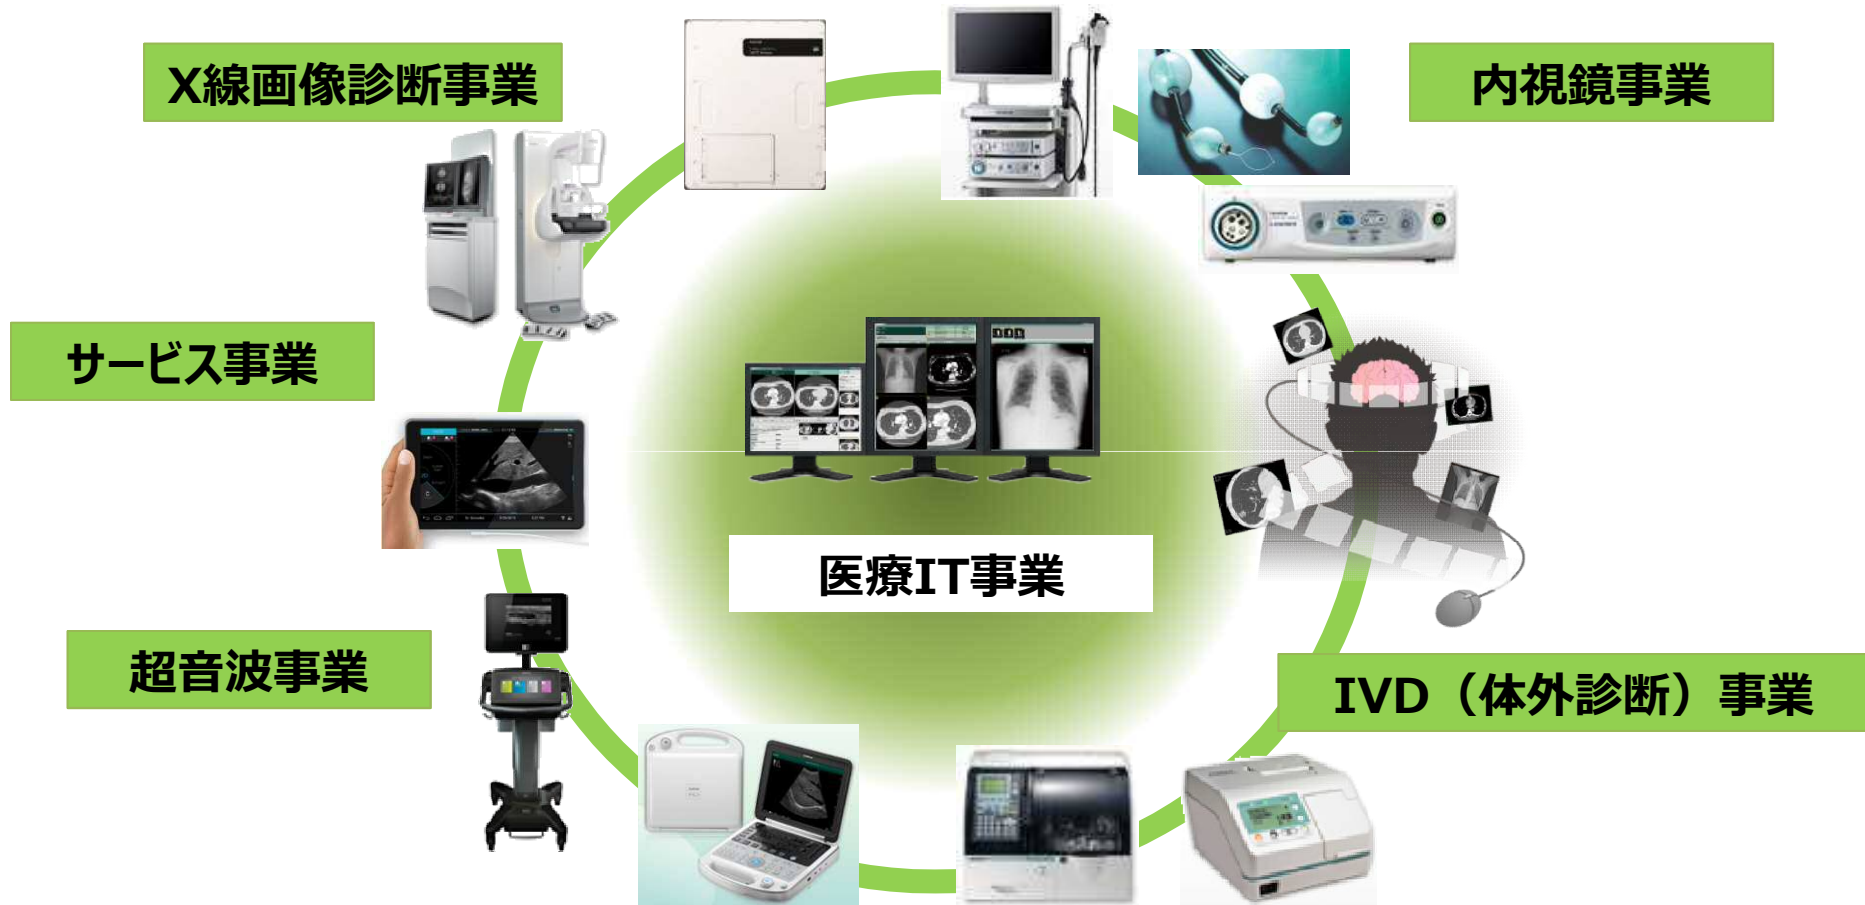 X線画像診断事業
内視鏡事業
サービス事業
医療IT事業
超音波事業
IVD（体外診断）事業